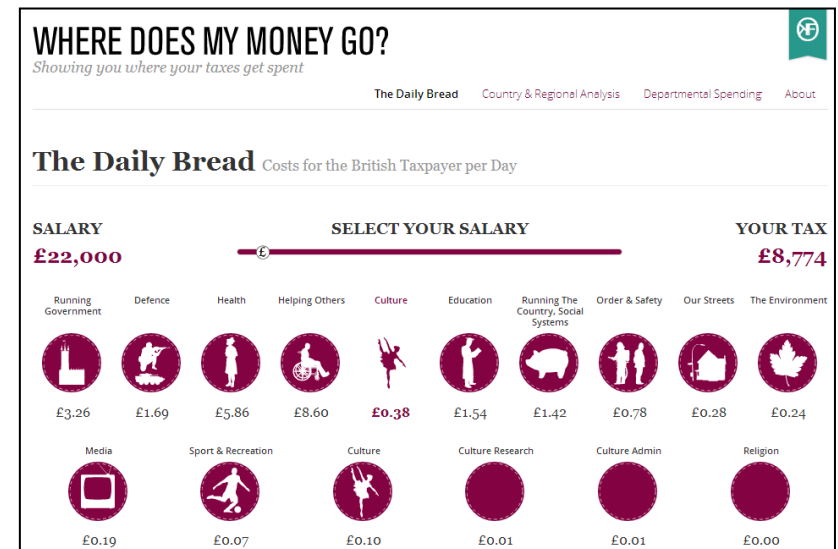 WHERE DOES MY MONEY GO?
Showing you where your taxes get spent
The Daily Bread Country & Regional Analysis Departmental Spending About
The Daily Bread Costs for the British Taxpayer per Day
SALARY SELECT YOUR SALARY YOUR TAX
£22,000 £ £8,774
Running Government Defence Health Helping Others Culture Education Running The Country, Social Systems Order & Safety Our Streets The Environment
£3.26 £1.69 £5.86 £8.60 £0.38 £1.54 £1.42 £0.78 £0.28 £0.24
Media Sport & Recreation Culture Culture Research Culture Admin Religion
£0.19 £0.07 £0.10 £0.01 £0.01 £0.00